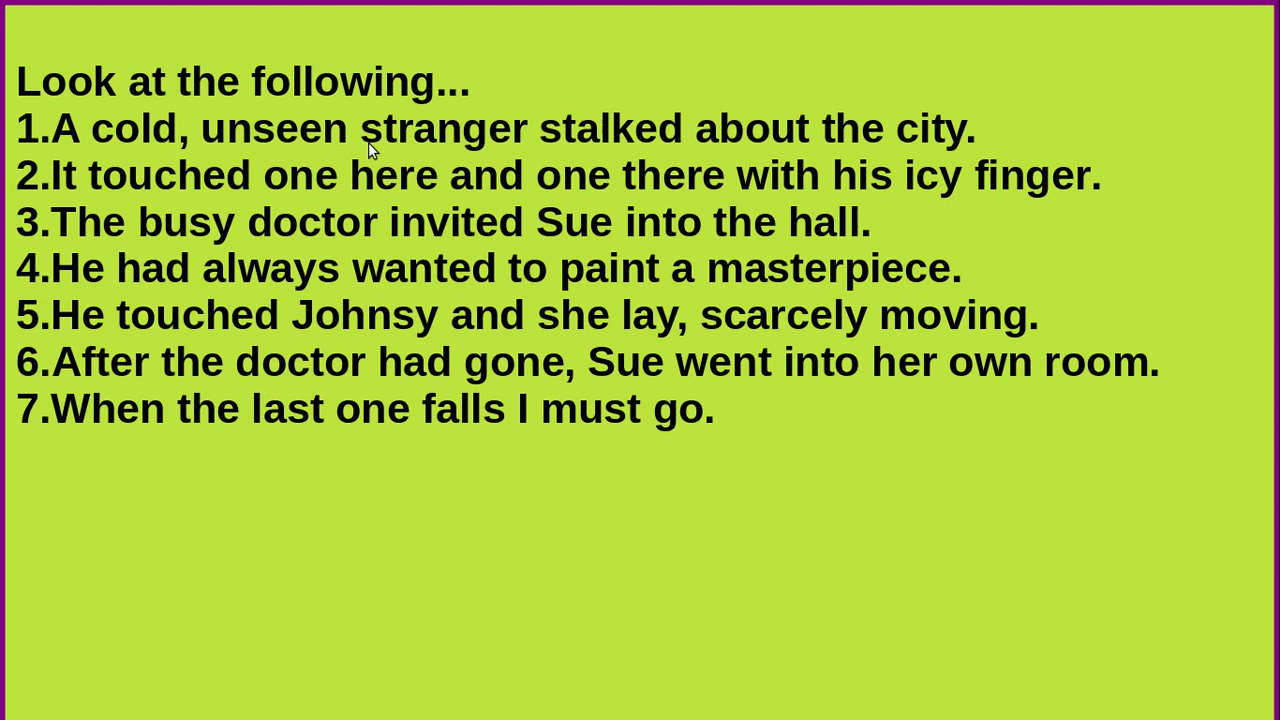 Look at the following...
1.A cold, unseen stranger stalked about the city.
2.It touched one here and one there with his icy finger.
3.The busy doctor invited Sue into the hall.
4.He had always wanted to paint a masterpiece.
5.He touched Johnsy and she lay, scarcely moving.
6.After the doctor had gone, Sue went into her own room.
7.When the last one falls I must go.